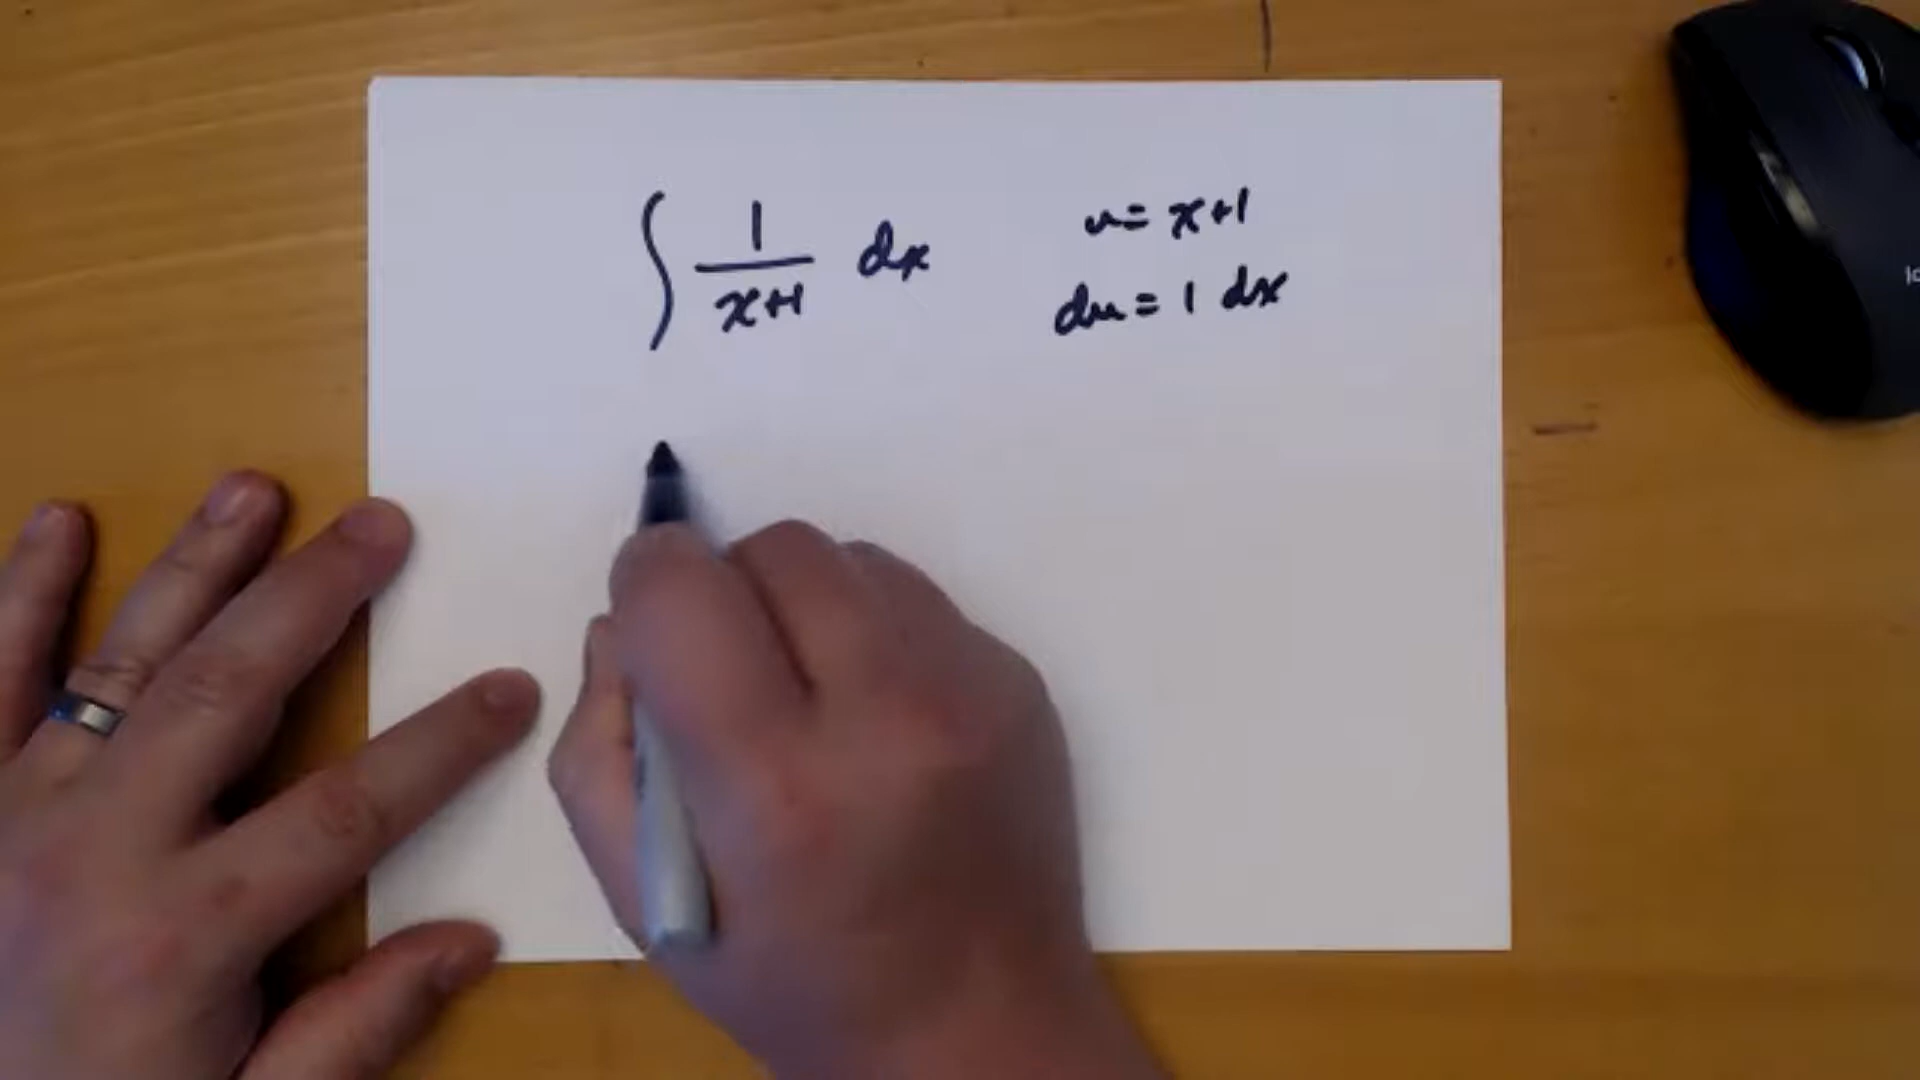 ∫ 1/(x+1) dx
u = x+1
du = 1 dx